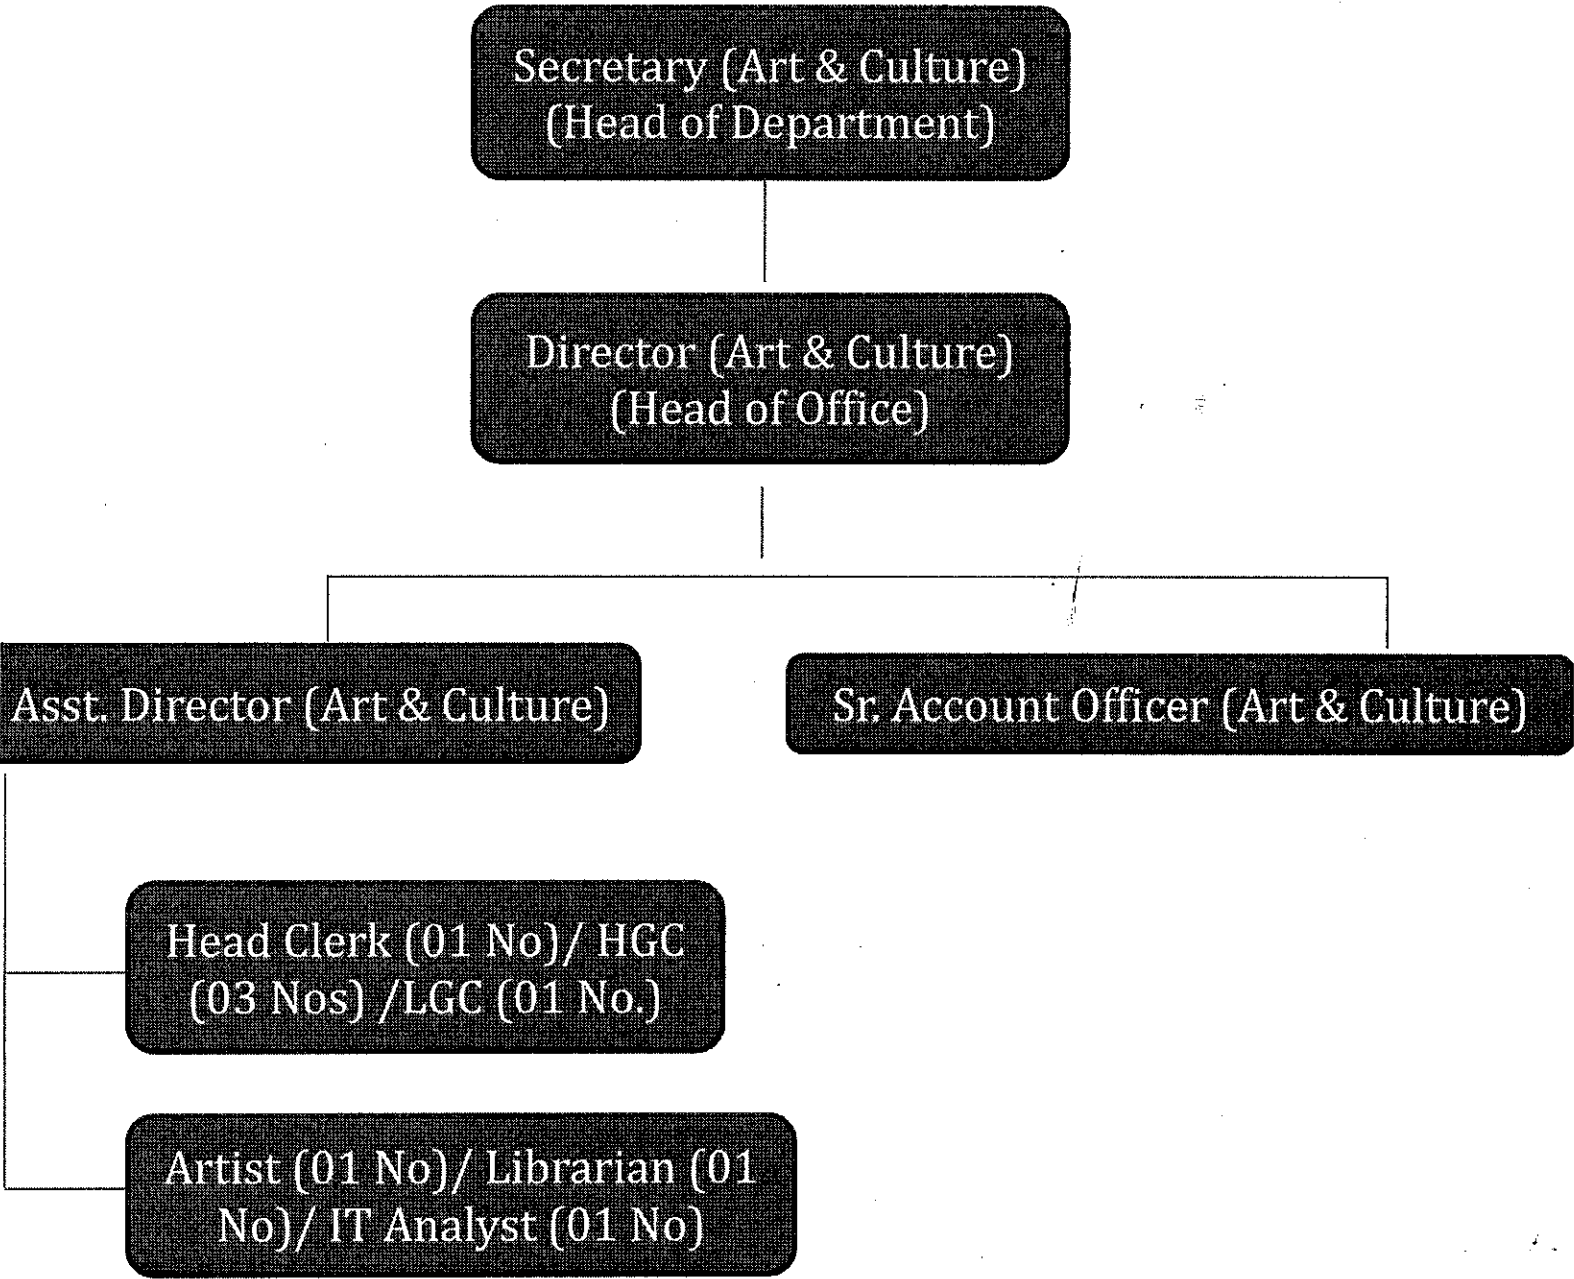 Secretary (Art & Culture)
(Head of Department)
Director (Art & Culture)
(Head of Office)
Asst. Director (Art & Culture)
Sr. Account Officer (Art & Culture)
Head Clerk (01 No)/ HGC
(03 Nos) /LGC (01 No.)
Artist (01 No)/ Librarian (01
No)/ IT Analyst (01 No)